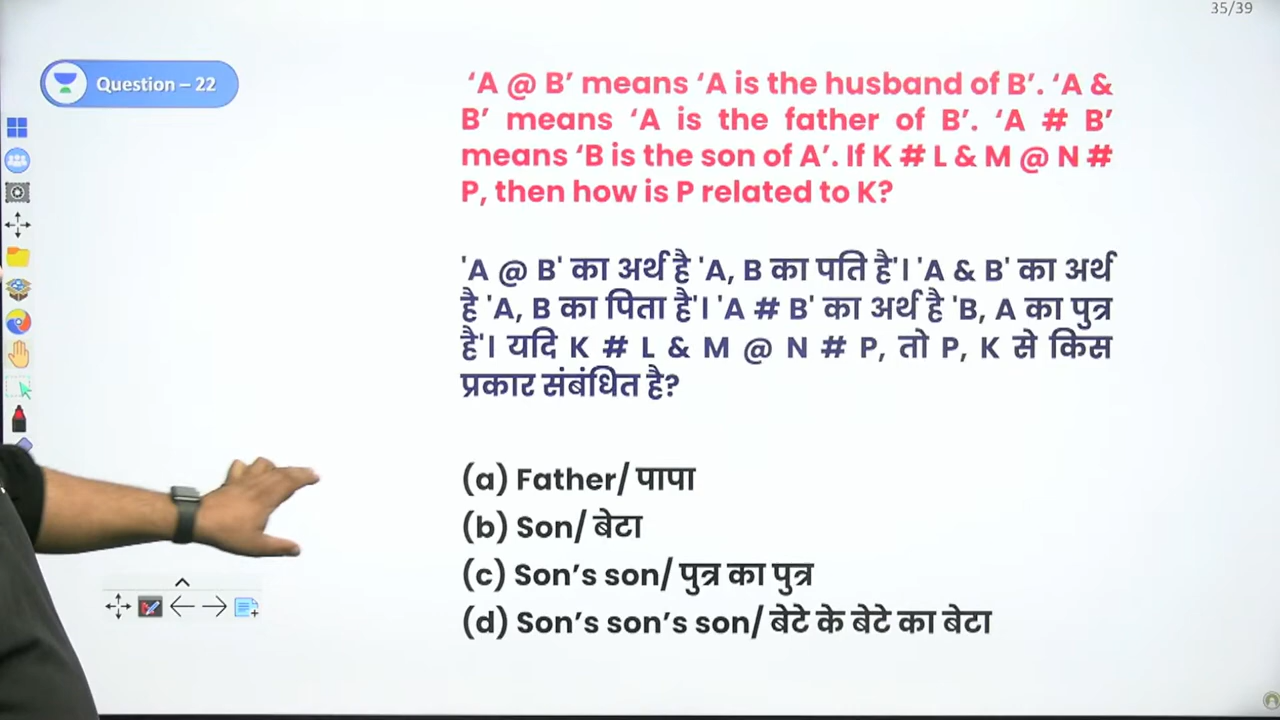 35/39
Question – 22
‘A @ B’ means ‘A is the husband of B’. ‘A &
B’ means ‘A is the father of B’. ‘A # B’
means ‘B is the son of A’. If K # L & M @ N #
P, then how is P related to K?
'A @ B' का अर्थ है 'A, B का पति है'। 'A & B' का अर्थ
है 'A, B का पिता है'। 'A # B' का अर्थ है 'B, A का पुत्र
है'। यदि K # L & M @ N # P, तो P, K से किस
प्रकार संबंधित है?
(a) Father/ पापा
(b) Son/ बेटा
(c) Son’s son/ पुत्र का पुत्र
(d) Son’s son’s son/ बेटे के बेटे का बेटा